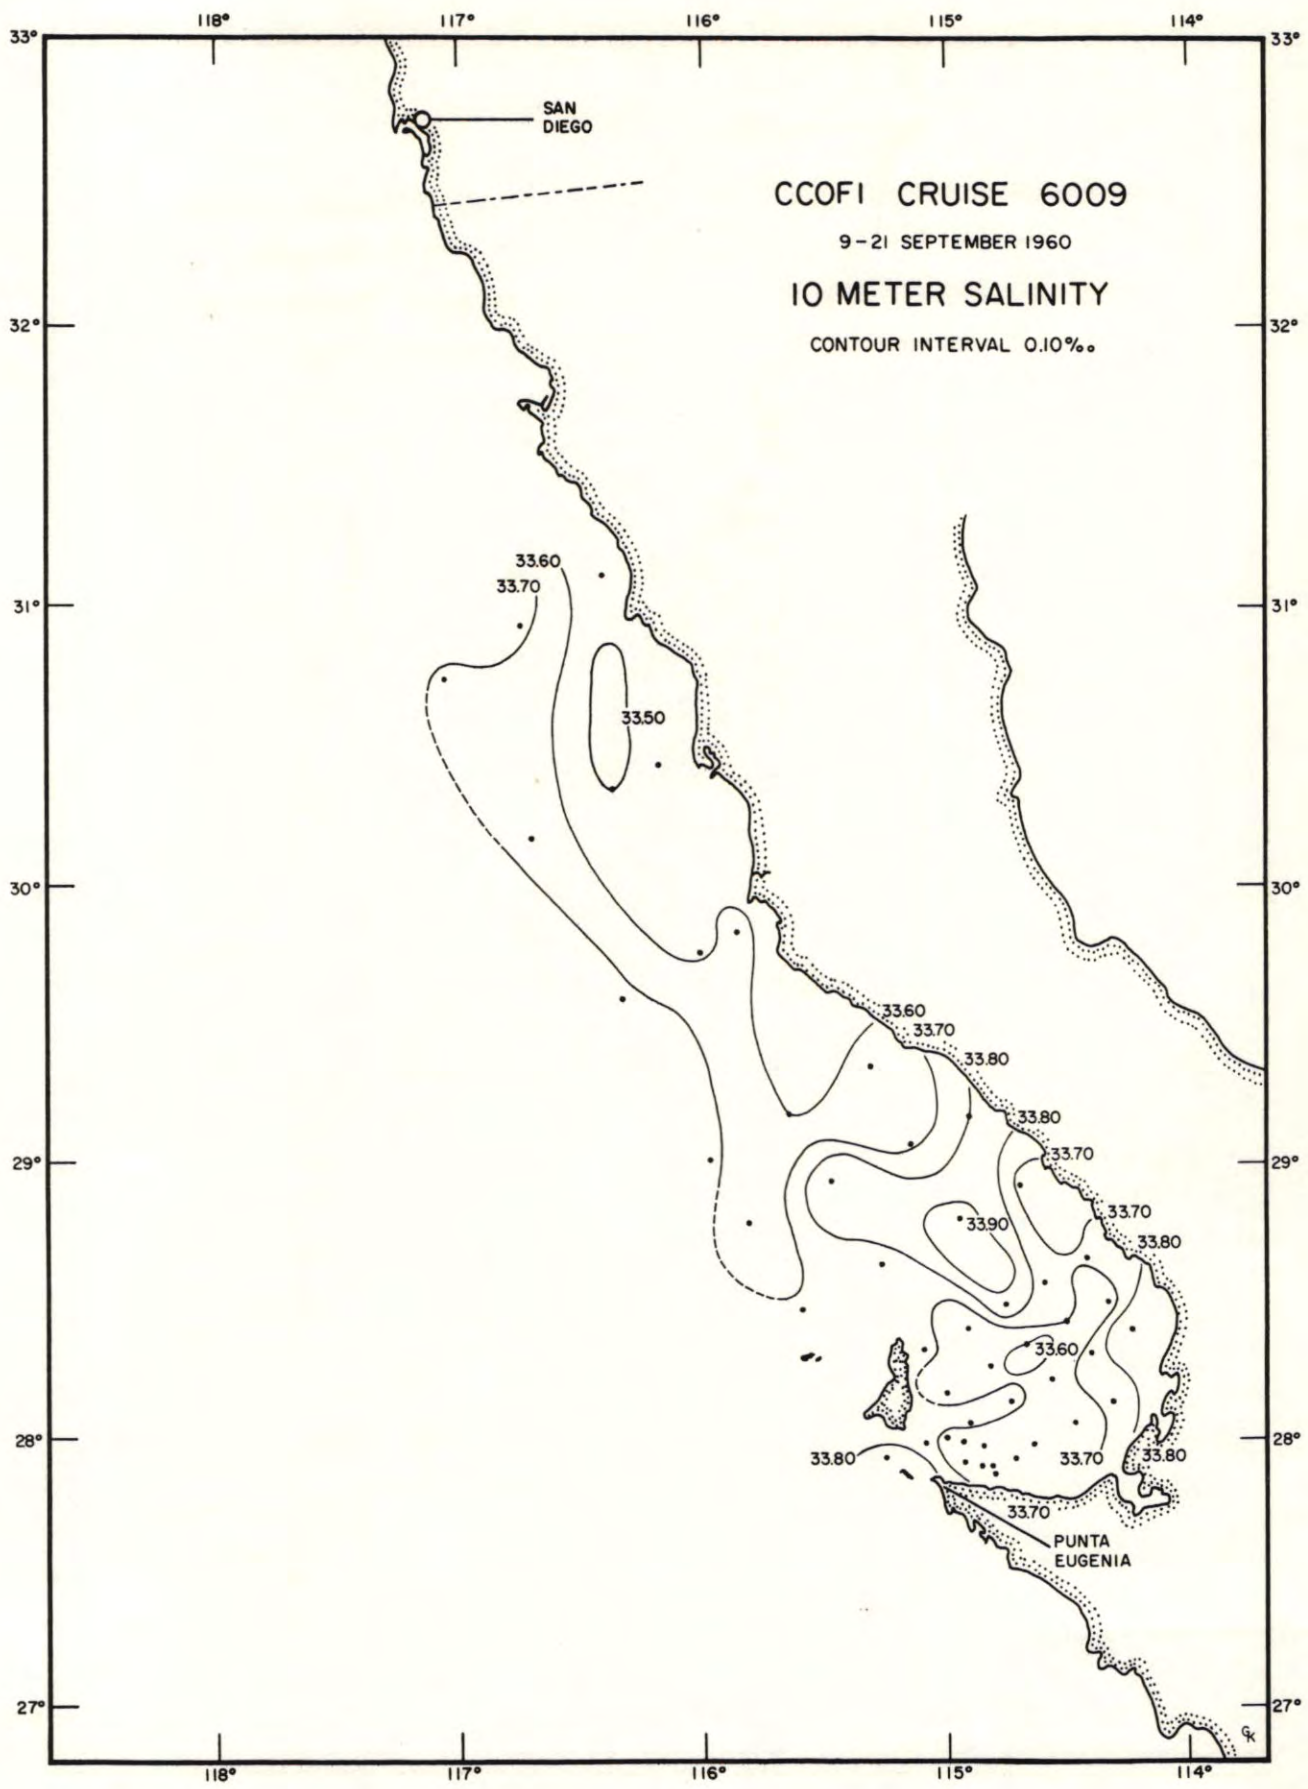 118° 117° 116° 115° 114°
33° 33°
SAN
DIEGO
CCOFI CRUISE 6009
9-21 SEPTEMBER 1960
10 METER SALINITY
CONTOUR INTERVAL 0.10‰
32° 32°
33.60
33.70
31° 31°
33.50
30° 30°
33.60
33.70
33.80
33.80
29° 33.70 29°
33.70
33.90
33.80
33.60
28° 28°
33.80 33.70 33.80
33.70
PUNTA
EUGENIA
27° 27°
118° 117° 116° 115° 114°